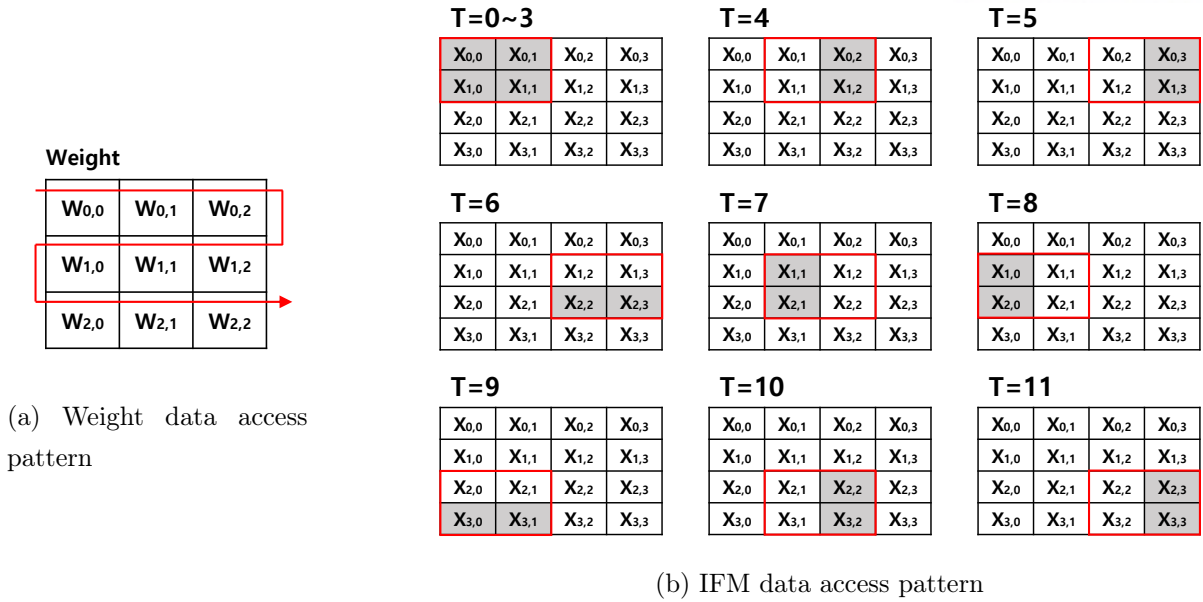 T=0~3
T=4
T=5
X0,0 X0,1 X0,2 X0,3
X1,0 X1,1 X1,2 X1,3
X2,0 X2,1 X2,2 X2,3
X3,0 X3,1 X3,2 X3,3
X0,0 X0,1 X0,2 X0,3
X1,0 X1,1 X1,2 X1,3
X2,0 X2,1 X2,2 X2,3
X3,0 X3,1 X3,2 X3,3
X0,0 X0,1 X0,2 X0,3
X1,0 X1,1 X1,2 X1,3
X2,0 X2,1 X2,2 X2,3
X3,0 X3,1 X3,2 X3,3
Weight
W0,0 W0,1 W0,2
W1,0 W1,1 W1,2
W2,0 W2,1 W2,2
(a) Weight data access
pattern
T=6
T=7
T=8
X0,0 X0,1 X0,2 X0,3
X1,0 X1,1 X1,2 X1,3
X2,0 X2,1 X2,2 X2,3
X3,0 X3,1 X3,2 X3,3
X0,0 X0,1 X0,2 X0,3
X1,0 X1,1 X1,2 X1,3
X2,0 X2,1 X2,2 X2,3
X3,0 X3,1 X3,2 X3,3
X0,0 X0,1 X0,2 X0,3
X1,0 X1,1 X1,2 X1,3
X2,0 X2,1 X2,2 X2,3
X3,0 X3,1 X3,2 X3,3
T=9
T=10
T=11
X0,0 X0,1 X0,2 X0,3
X1,0 X1,1 X1,2 X1,3
X2,0 X2,1 X2,2 X2,3
X3,0 X3,1 X3,2 X3,3
X0,0 X0,1 X0,2 X0,3
X1,0 X1,1 X1,2 X1,3
X2,0 X2,1 X2,2 X2,3
X3,0 X3,1 X3,2 X3,3
X0,0 X0,1 X0,2 X0,3
X1,0 X1,1 X1,2 X1,3
X2,0 X2,1 X2,2 X2,3
X3,0 X3,1 X3,2 X3,3
(b) IFM data access pattern